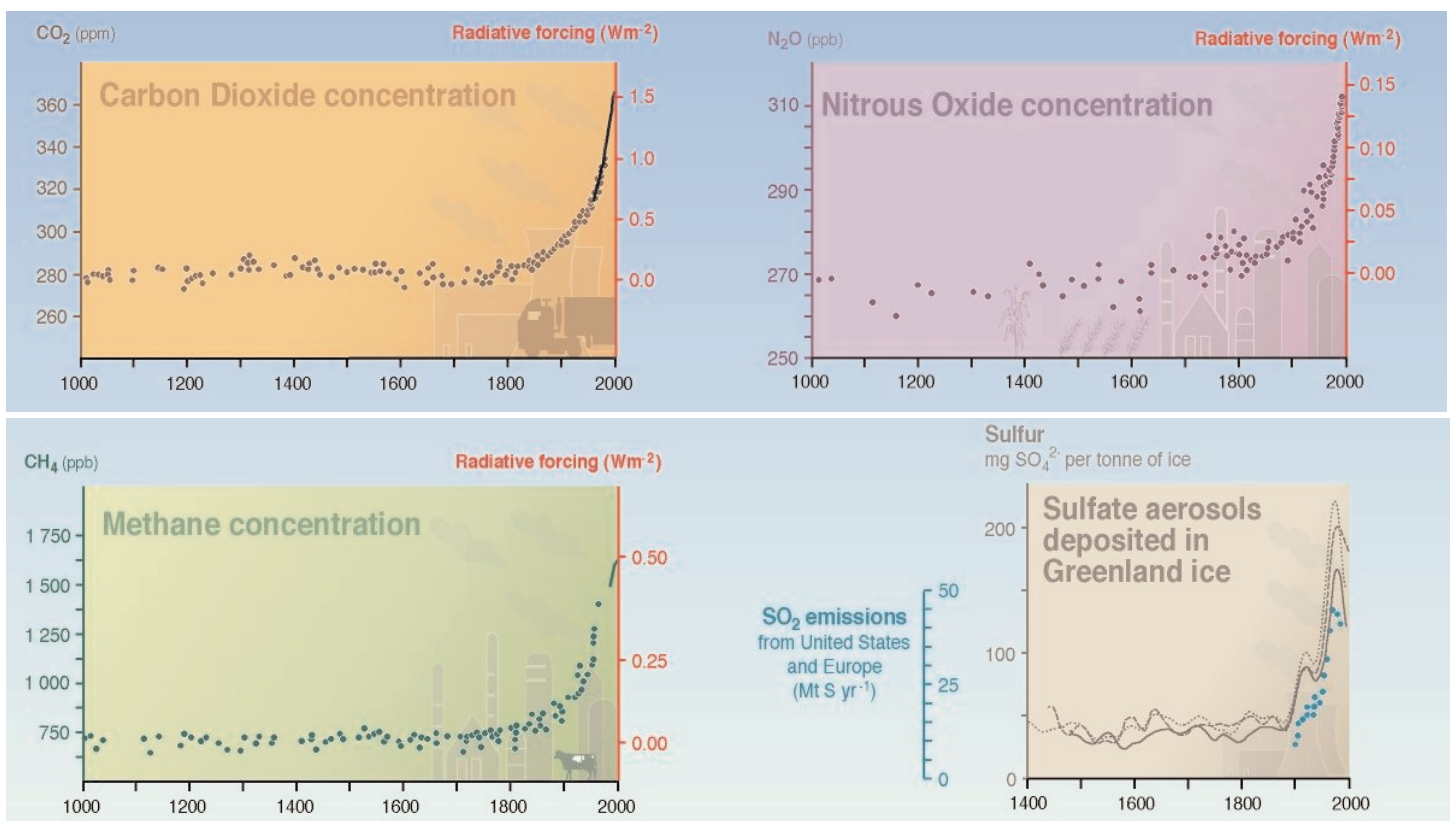 CO₂ (ppm)
Radiative forcing (Wm⁻²)
Carbon Dioxide concentration
360
340
320
300
280
260
1.5
1.0
0.5
0.0
1000 1200 1400 1600 1800 2000
N₂O (ppb)
Radiative forcing (Wm⁻²)
Nitrous Oxide concentration
310
290
270
250
0.15
0.10
0.05
0.00
1000 1200 1400 1600 1800 2000
CH₄ (ppb)
Radiative forcing (Wm⁻²)
Methane concentration
1 750
1 500
1 250
1 000
750
0.50
0.25
0.00
1000 1200 1400 1600 1800 2000
Sulfur
mg SO₄²⁻ per tonne of ice
Sulfate aerosols
deposited in
Greenland ice
200
100
0
SO₂ emissions
from United States
and Europe
(Mt S yr⁻¹)
50
25
0
1400 1600 1800 2000